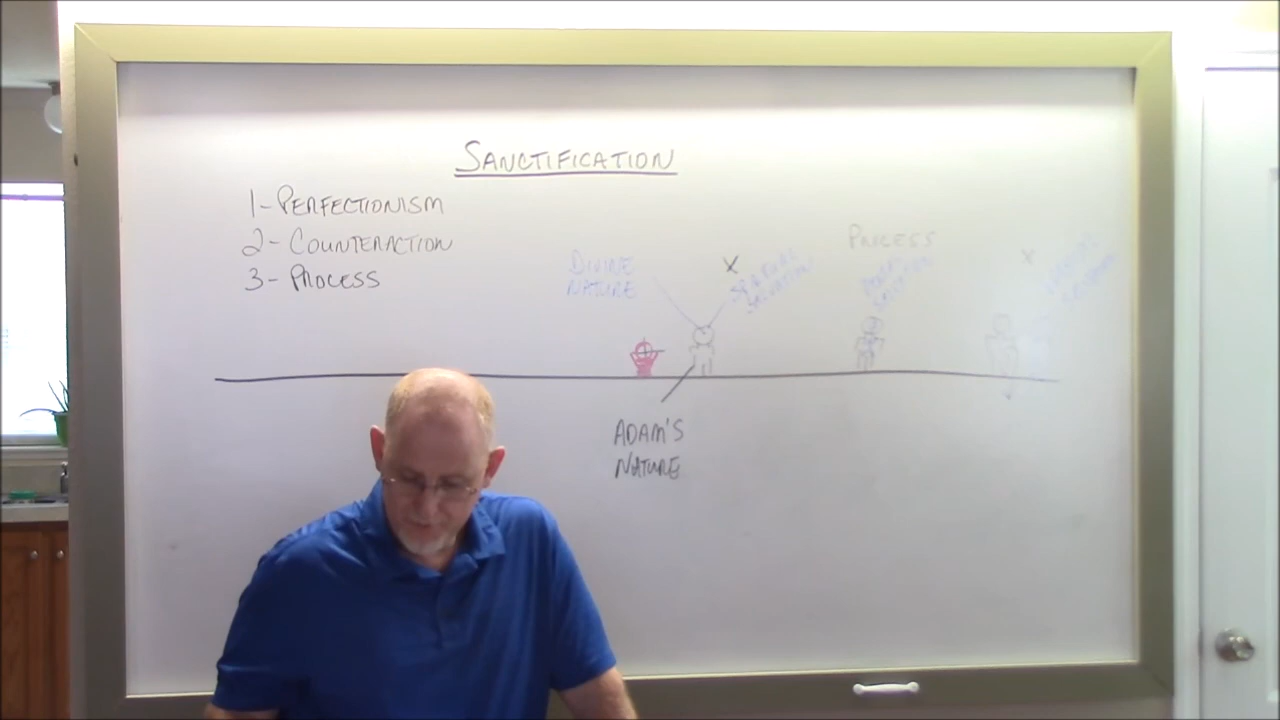 SANCTIFICATION
1-PERFECTIONISM
2-COUNTERACTION
3-PROCESS
PROCESS
DIVINE
NATURE
X
X
ADAM'S
NATURE